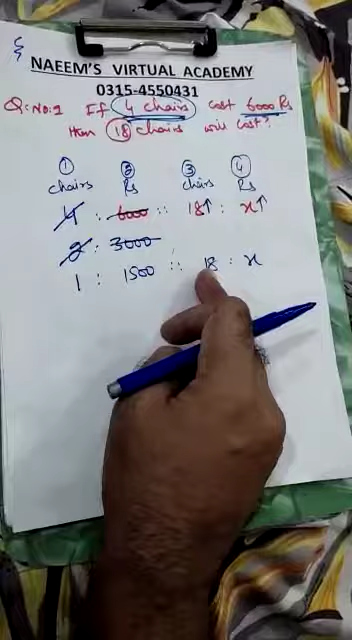 NAEEM'S VIRTUAL ACADEMY
0315-4550431
Q:No:1 If 4 chairs cost 6000 Rs
then 18 chairs will cost?
1 2 3 4
chairs Rs chairs Rs
4 : 6000 :: 18↑ : x↑
2 : 3000
1 : 1500 :: 18 : x